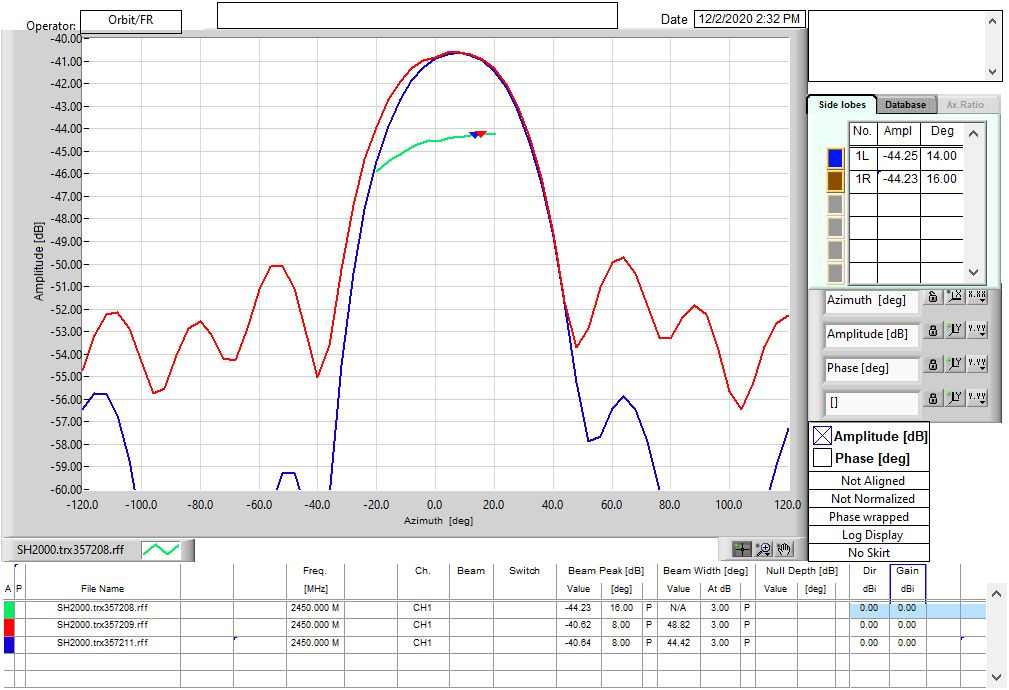 Operator: Orbit/FR
Date 12/2/2020 2:32 PM
-40.00
-41.00
-42.00
-43.00
-44.00
-45.00
-46.00
-47.00
-48.00
-49.00
-50.00
-51.00
-52.00
-53.00
-54.00
-55.00
-56.00
-57.00
-58.00
-59.00
-60.00
Amplitude [dB]
-120.0 -100.0 -80.0 -60.0 -40.0 -20.0 0.0 20.0 40.0 60.0 80.0 100.0 120.0
Azimuth [deg]
Side lobes Database Ax.Ratio
No. Ampl Deg
1L -44.25 14.00
1R -44.23 16.00
Azimuth [deg] X.XX
Amplitude [dB] Y.YY
Phase [deg] Y.YY
[] Y.YY
Amplitude [dB]
Phase [deg]
Not Aligned
Not Normalized
Phase wrapped
Log Display
No Skirt
SH2000.trx357208.rff
Freq. Ch. Beam Switch Beam Peak [dB] Beam Width [deg] Null Depth [dB] Dir Gain
A P File Name [MHz] Value [deg] Value At dB Value [deg] dBi dBi
SH2000.trx357208.rff 2450.000 M CH1 -44.23 16.00 P N/A 3.00 P 0.00 0.00
SH2000.trx357209.rff 2450.000 M CH1 -40.62 8.00 P 48.82 3.00 P 0.00 0.00
SH2000.trx357211.rff 2450.000 M CH1 -40.64 8.00 P 44.42 3.00 P 0.00 0.00